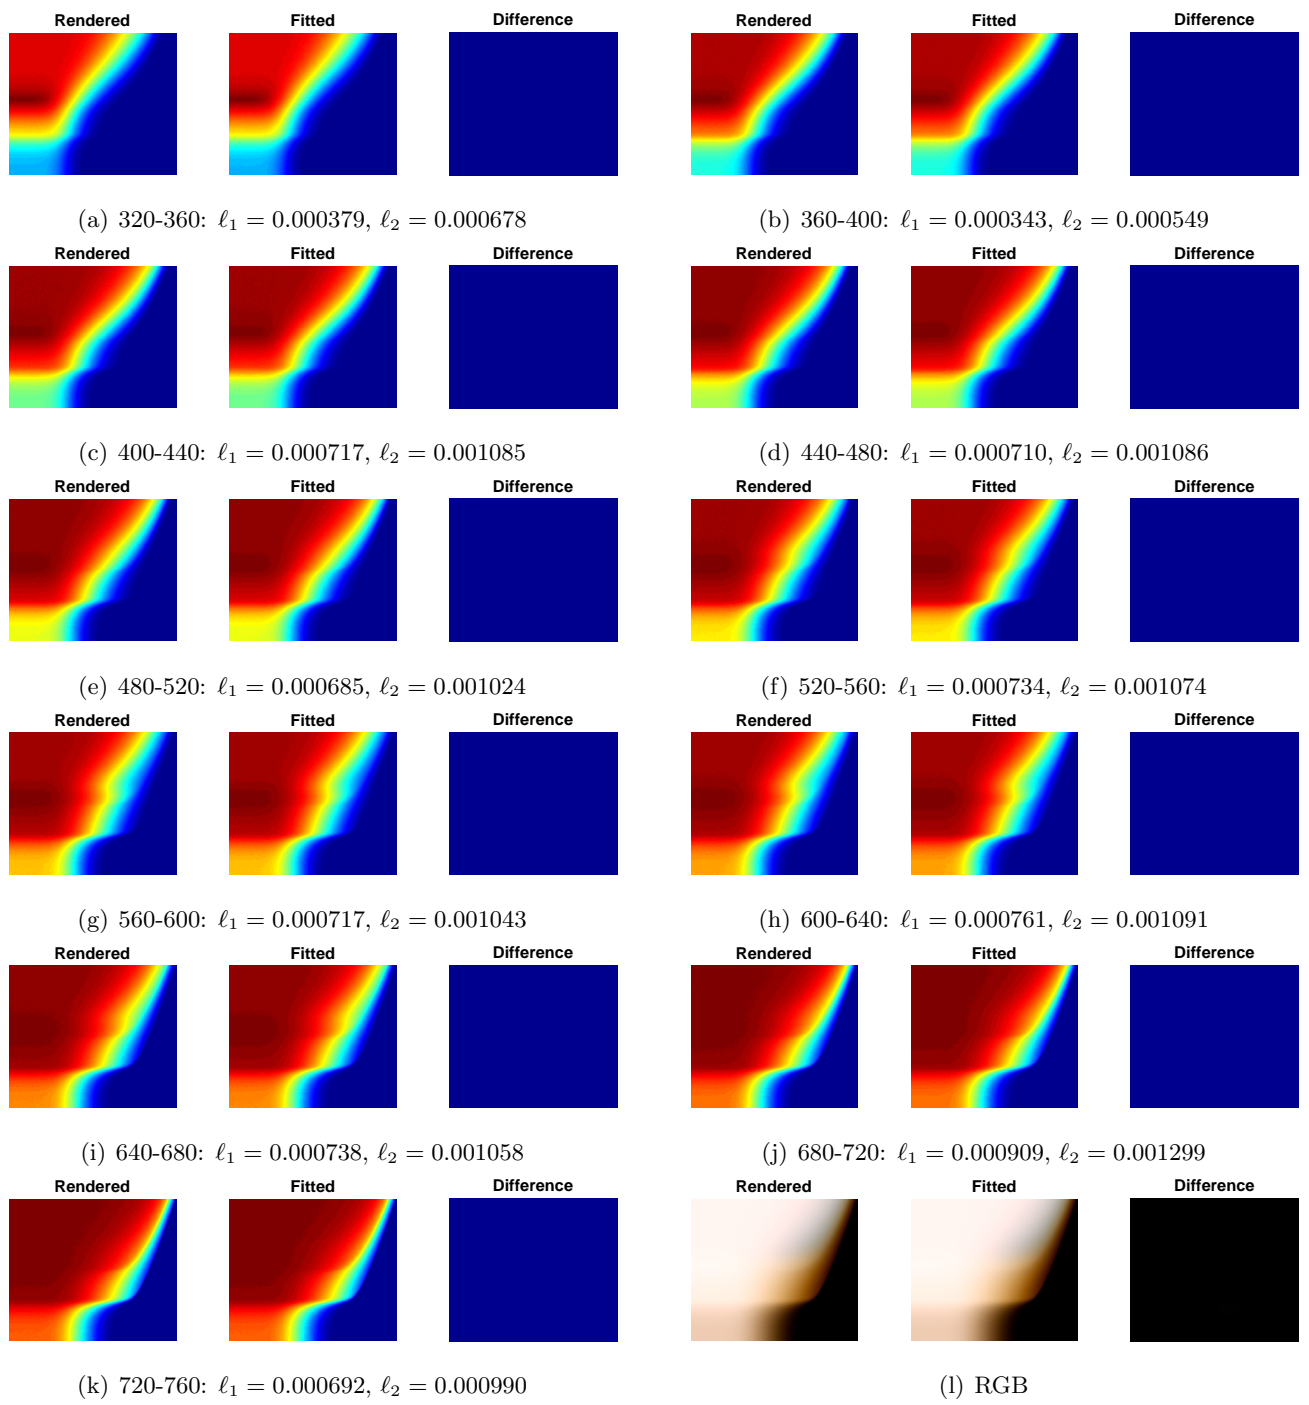 Rendered Fitted Difference Rendered Fitted Difference
(a) 320-360: ℓ1 = 0.000379, ℓ2 = 0.000678 (b) 360-400: ℓ1 = 0.000343, ℓ2 = 0.000549
Rendered Fitted Difference Rendered Fitted Difference
(c) 400-440: ℓ1 = 0.000717, ℓ2 = 0.001085 (d) 440-480: ℓ1 = 0.000710, ℓ2 = 0.001086
Rendered Fitted Difference Rendered Fitted Difference
(e) 480-520: ℓ1 = 0.000685, ℓ2 = 0.001024 (f) 520-560: ℓ1 = 0.000734, ℓ2 = 0.001074
Rendered Fitted Difference Rendered Fitted Difference
(g) 560-600: ℓ1 = 0.000717, ℓ2 = 0.001043 (h) 600-640: ℓ1 = 0.000761, ℓ2 = 0.001091
Rendered Fitted Difference Rendered Fitted Difference
(i) 640-680: ℓ1 = 0.000738, ℓ2 = 0.001058 (j) 680-720: ℓ1 = 0.000909, ℓ2 = 0.001299
Rendered Fitted Difference Rendered Fitted Difference
(k) 720-760: ℓ1 = 0.000692, ℓ2 = 0.000990 (l) RGB